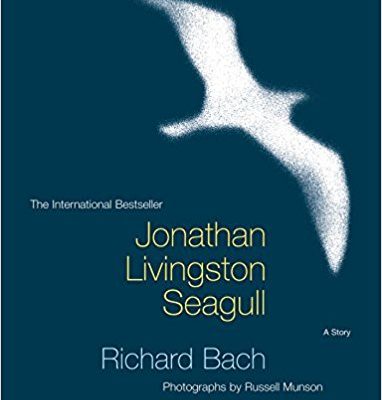 The International Bestseller
Jonathan
Livingston
Seagull
A Story
Richard Bach
Photographs by Russell Munson